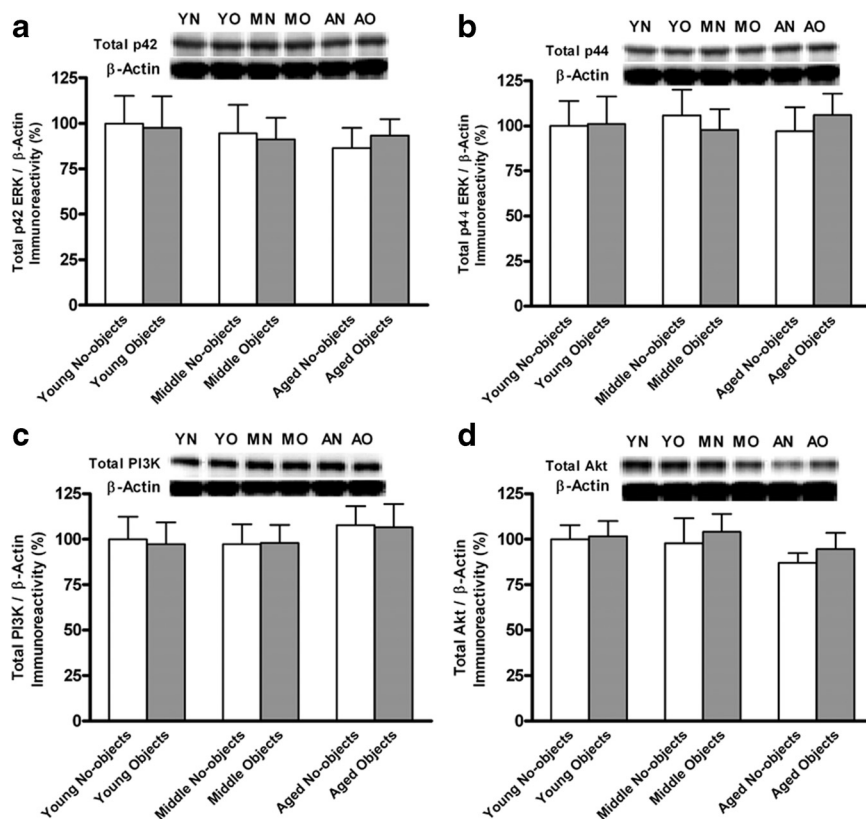 a
YN YO MN MO AN AO
Total p42
β-Actin
125
100
75
50
25
0
Total p42 ERK / β-Actin
Immunoreactivity (%)
Young No-objects
Young Objects
Middle No-objects
Middle Objects
Aged No-objects
Aged Objects
b
YN YO MN MO AN AO
Total p44
β-Actin
125
100
75
50
25
0
Total p44 ERK / β-Actin
Immunoreactivity (%)
Young No-objects
Young Objects
Middle No-objects
Middle Objects
Aged No-objects
Aged Objects
c
YN YO MN MO AN AO
Total PI3K
β-Actin
125
100
75
50
25
0
Total PI3K / β-Actin
Immunoreactivity (%)
Young No-objects
Young Objects
Middle No-objects
Middle Objects
Aged No-objects
Aged Objects
d
YN YO MN MO AN AO
Total Akt
β-Actin
125
100
75
50
25
0
Total Akt / β-Actin
Immunoreactivity (%)
Young No-objects
Young Objects
Middle No-objects
Middle Objects
Aged No-objects
Aged Objects